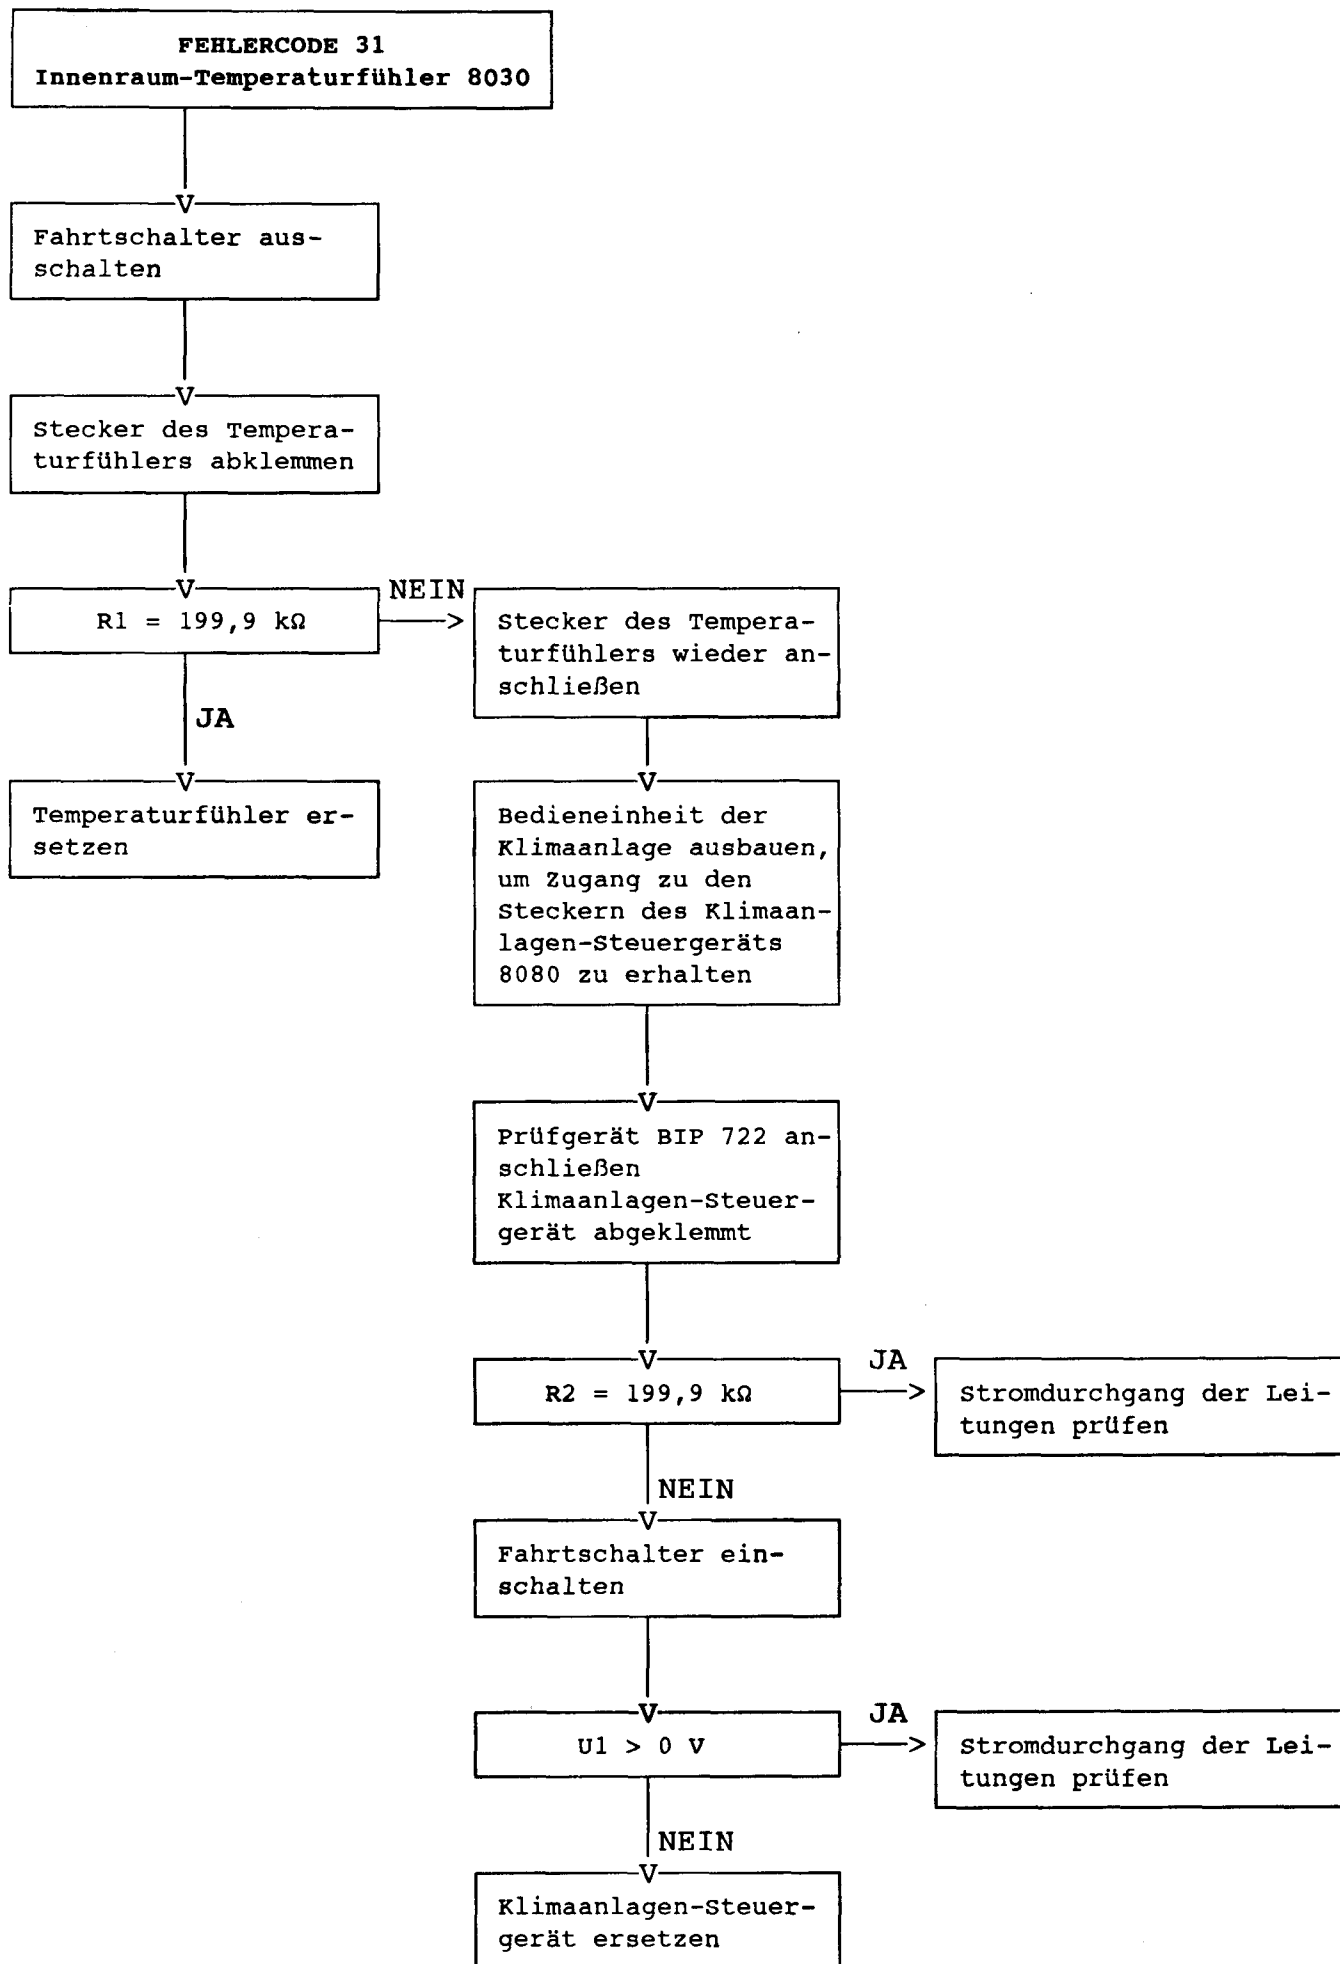 FEHLERCODE 31
Innenraum-Temperaturfühler 8030
V
Fahrtschalter aus-
schalten
V
Stecker des Tempera-
turfühlers abklemmen
V
R1 = 199,9 kΩ
NEIN
>
JA
V
Temperaturfühler er-
setzen
Stecker des Tempera-
turfühlers wieder an-
schließen
V
Bedieneinheit der
Klimaanlage ausbauen,
um Zugang zu den
Steckern des Klimaan-
lagen-Steuergeräts
8080 zu erhalten
V
Prüfgerät BIP 722 an-
schließen
Klimaanlagen-Steuer-
gerät abgeklemmt
V
R2 = 199,9 kΩ
JA
>
Stromdurchgang der Lei-
tungen prüfen
NEIN
V
Fahrtschalter ein-
schalten
V
U1 > 0 V
JA
>
Stromdurchgang der Lei-
tungen prüfen
NEIN
V
Klimaanlagen-Steuer-
gerät ersetzen